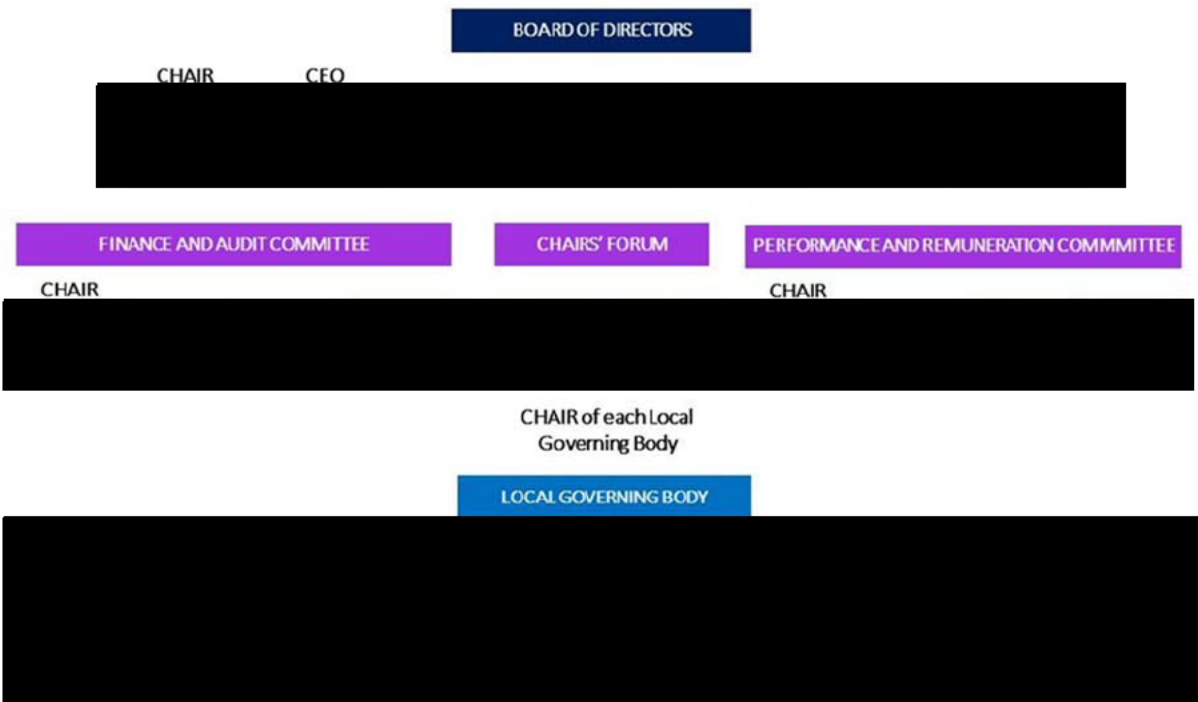 BOARD OF DIRECTORS
CHAIR CEO
FINANCE AND AUDIT COMMITTEE
CHAIRS' FORUM
PERFORMANCE AND REMUNERATION COMMMITTEE
CHAIR
CHAIR
CHAIR of each Local
Governing Body
LOCAL GOVERNING BODY